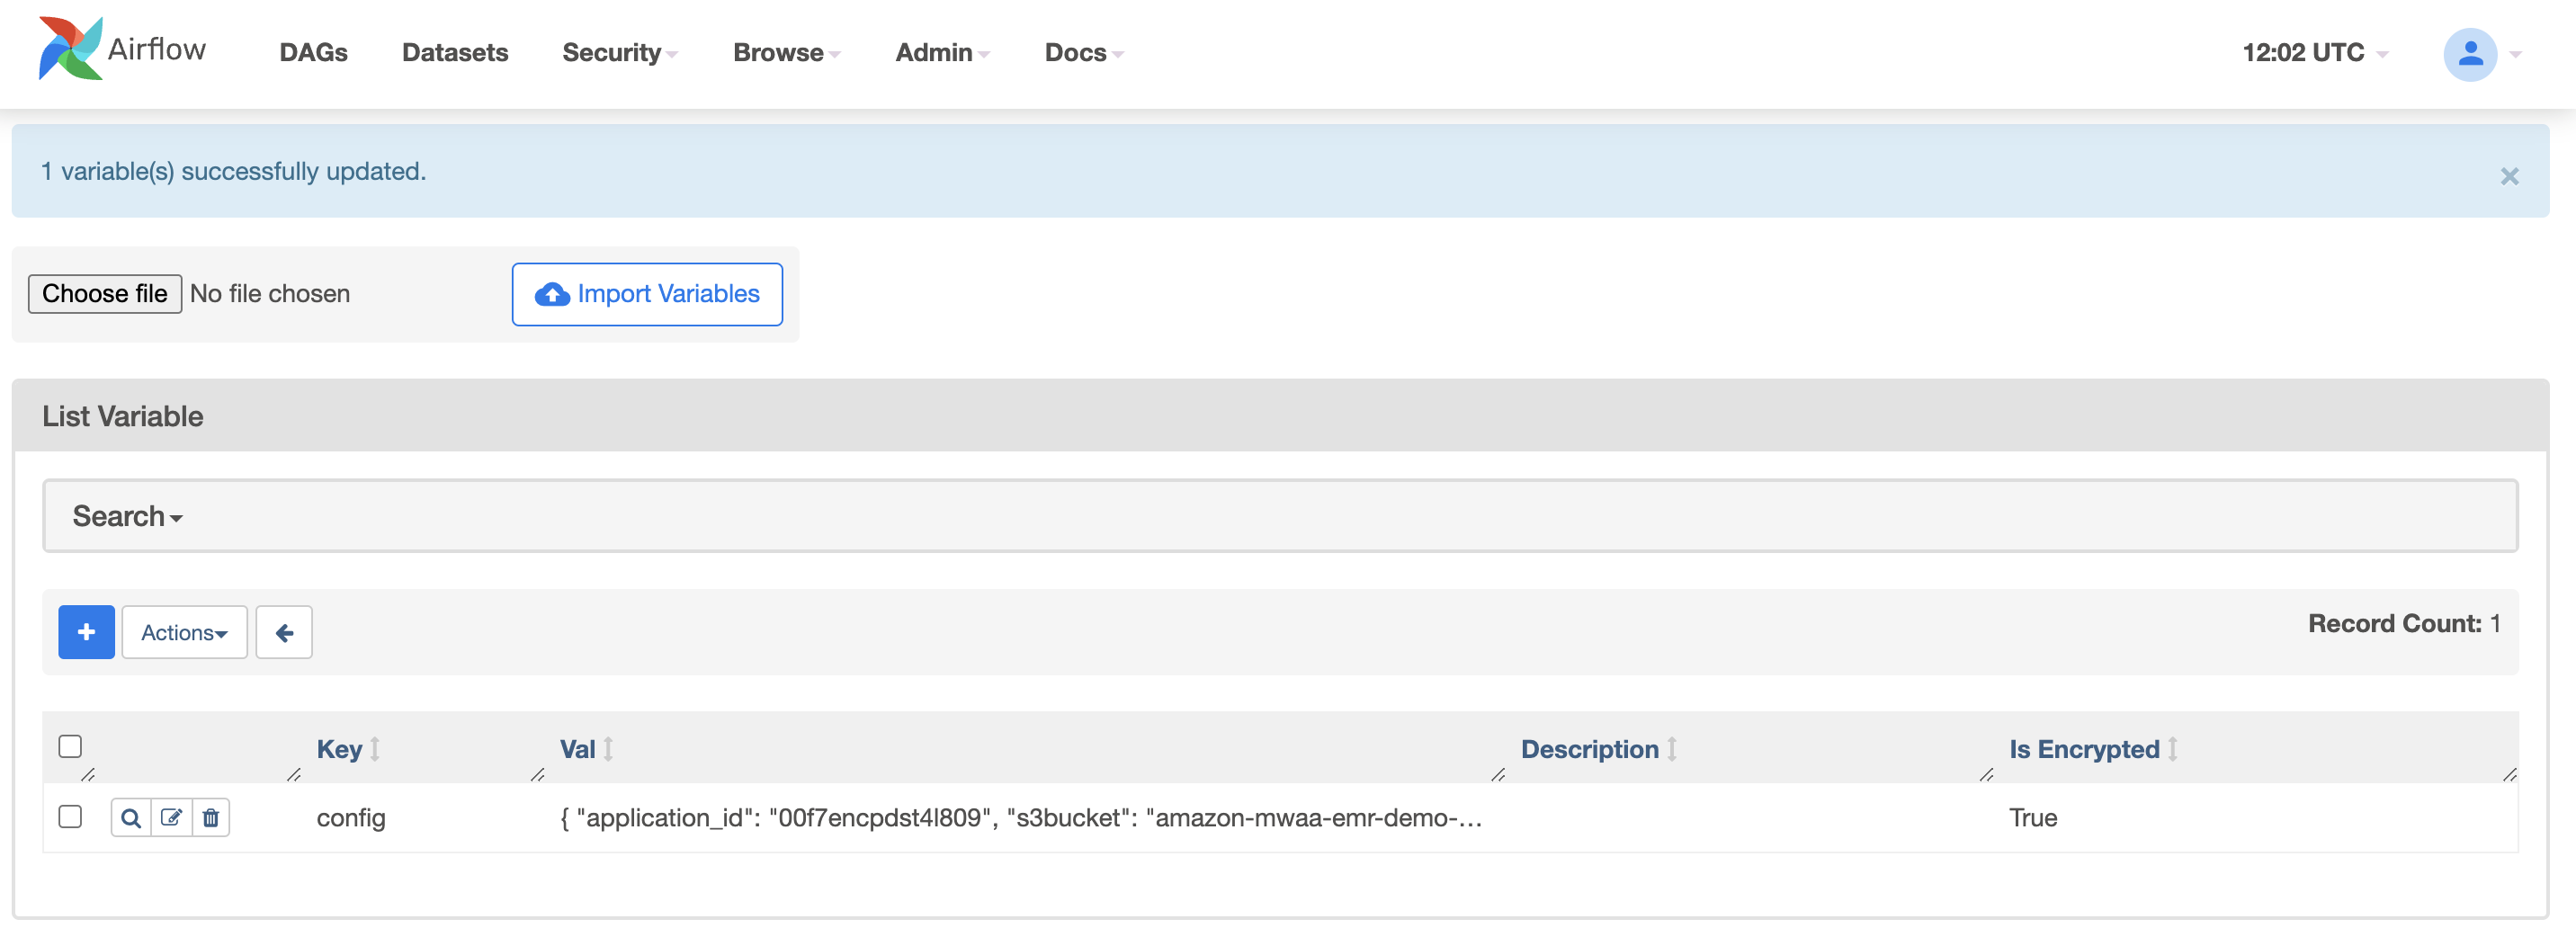 Airflow DAGs Datasets Security Browse Admin Docs 12:02 UTC
1 variable(s) successfully updated. ×
Choose file No file chosen Import Variables
List Variable
Search
+ Actions Record Count: 1
Key Val Description Is Encrypted
config { "application_id": "00f7encpdst4l809", "s3bucket": "amazon-mwaa-emr-demo-... True